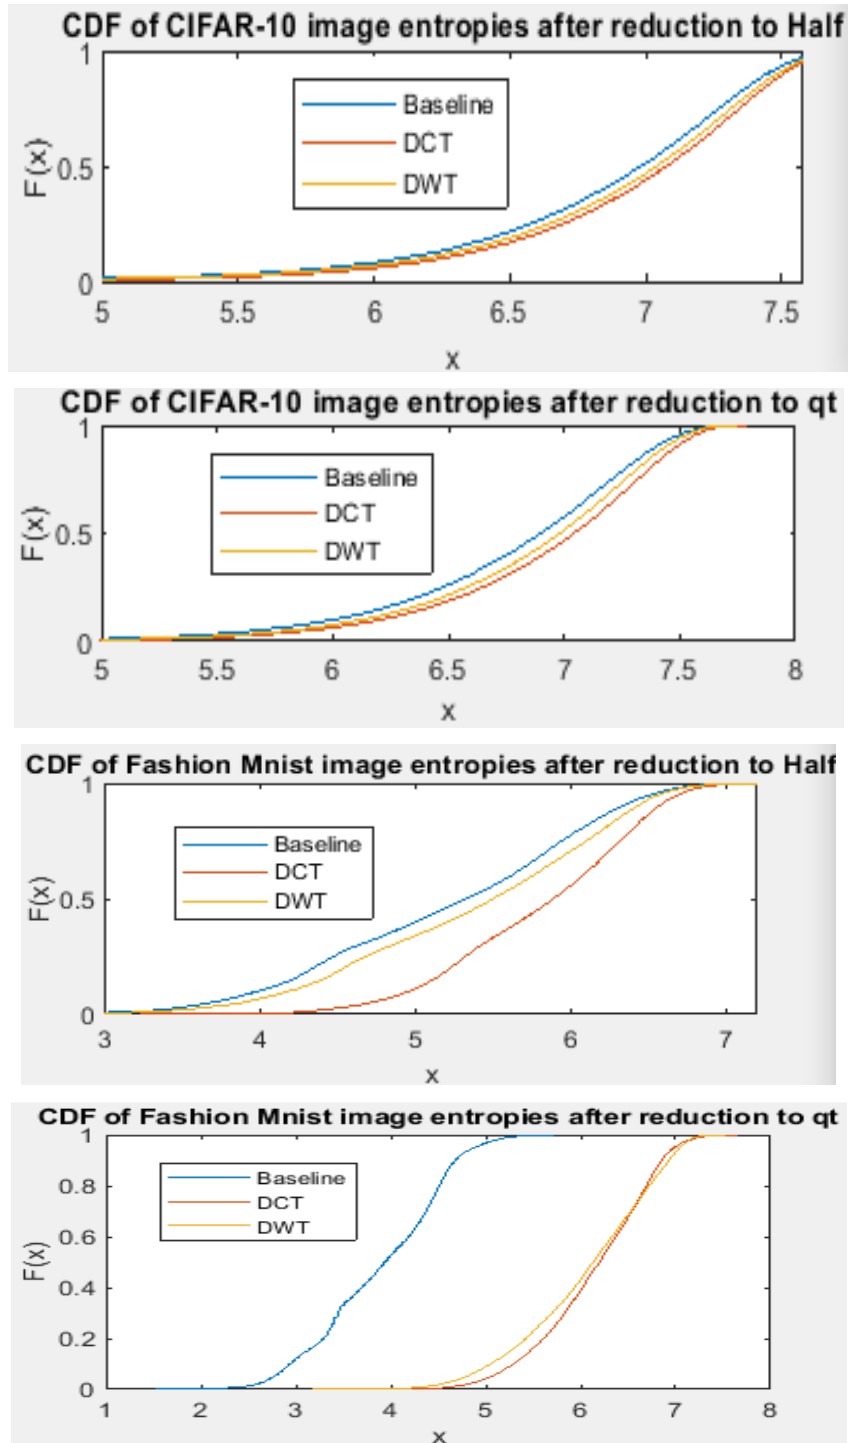 CDF of CIFAR-10 image entropies after reduction to Half
1
Baseline
DCT
DWT
F(x)
0.5
0
5 5.5 6 6.5 7 7.5
x
CDF of CIFAR-10 image entropies after reduction to qt
1
Baseline
DCT
DWT
F(x)
0.5
0
5 5.5 6 6.5 7 7.5 8
x
CDF of Fashion Mnist image entropies after reduction to Half
1
Baseline
DCT
DWT
F(x)
0.5
0
3 4 5 6 7
x
CDF of Fashion Mnist image entropies after reduction to qt
1
Baseline
DCT
DWT
0.8
0.6
F(x)
0.4
0.2
0
1 2 3 4 5 6 7 8
x